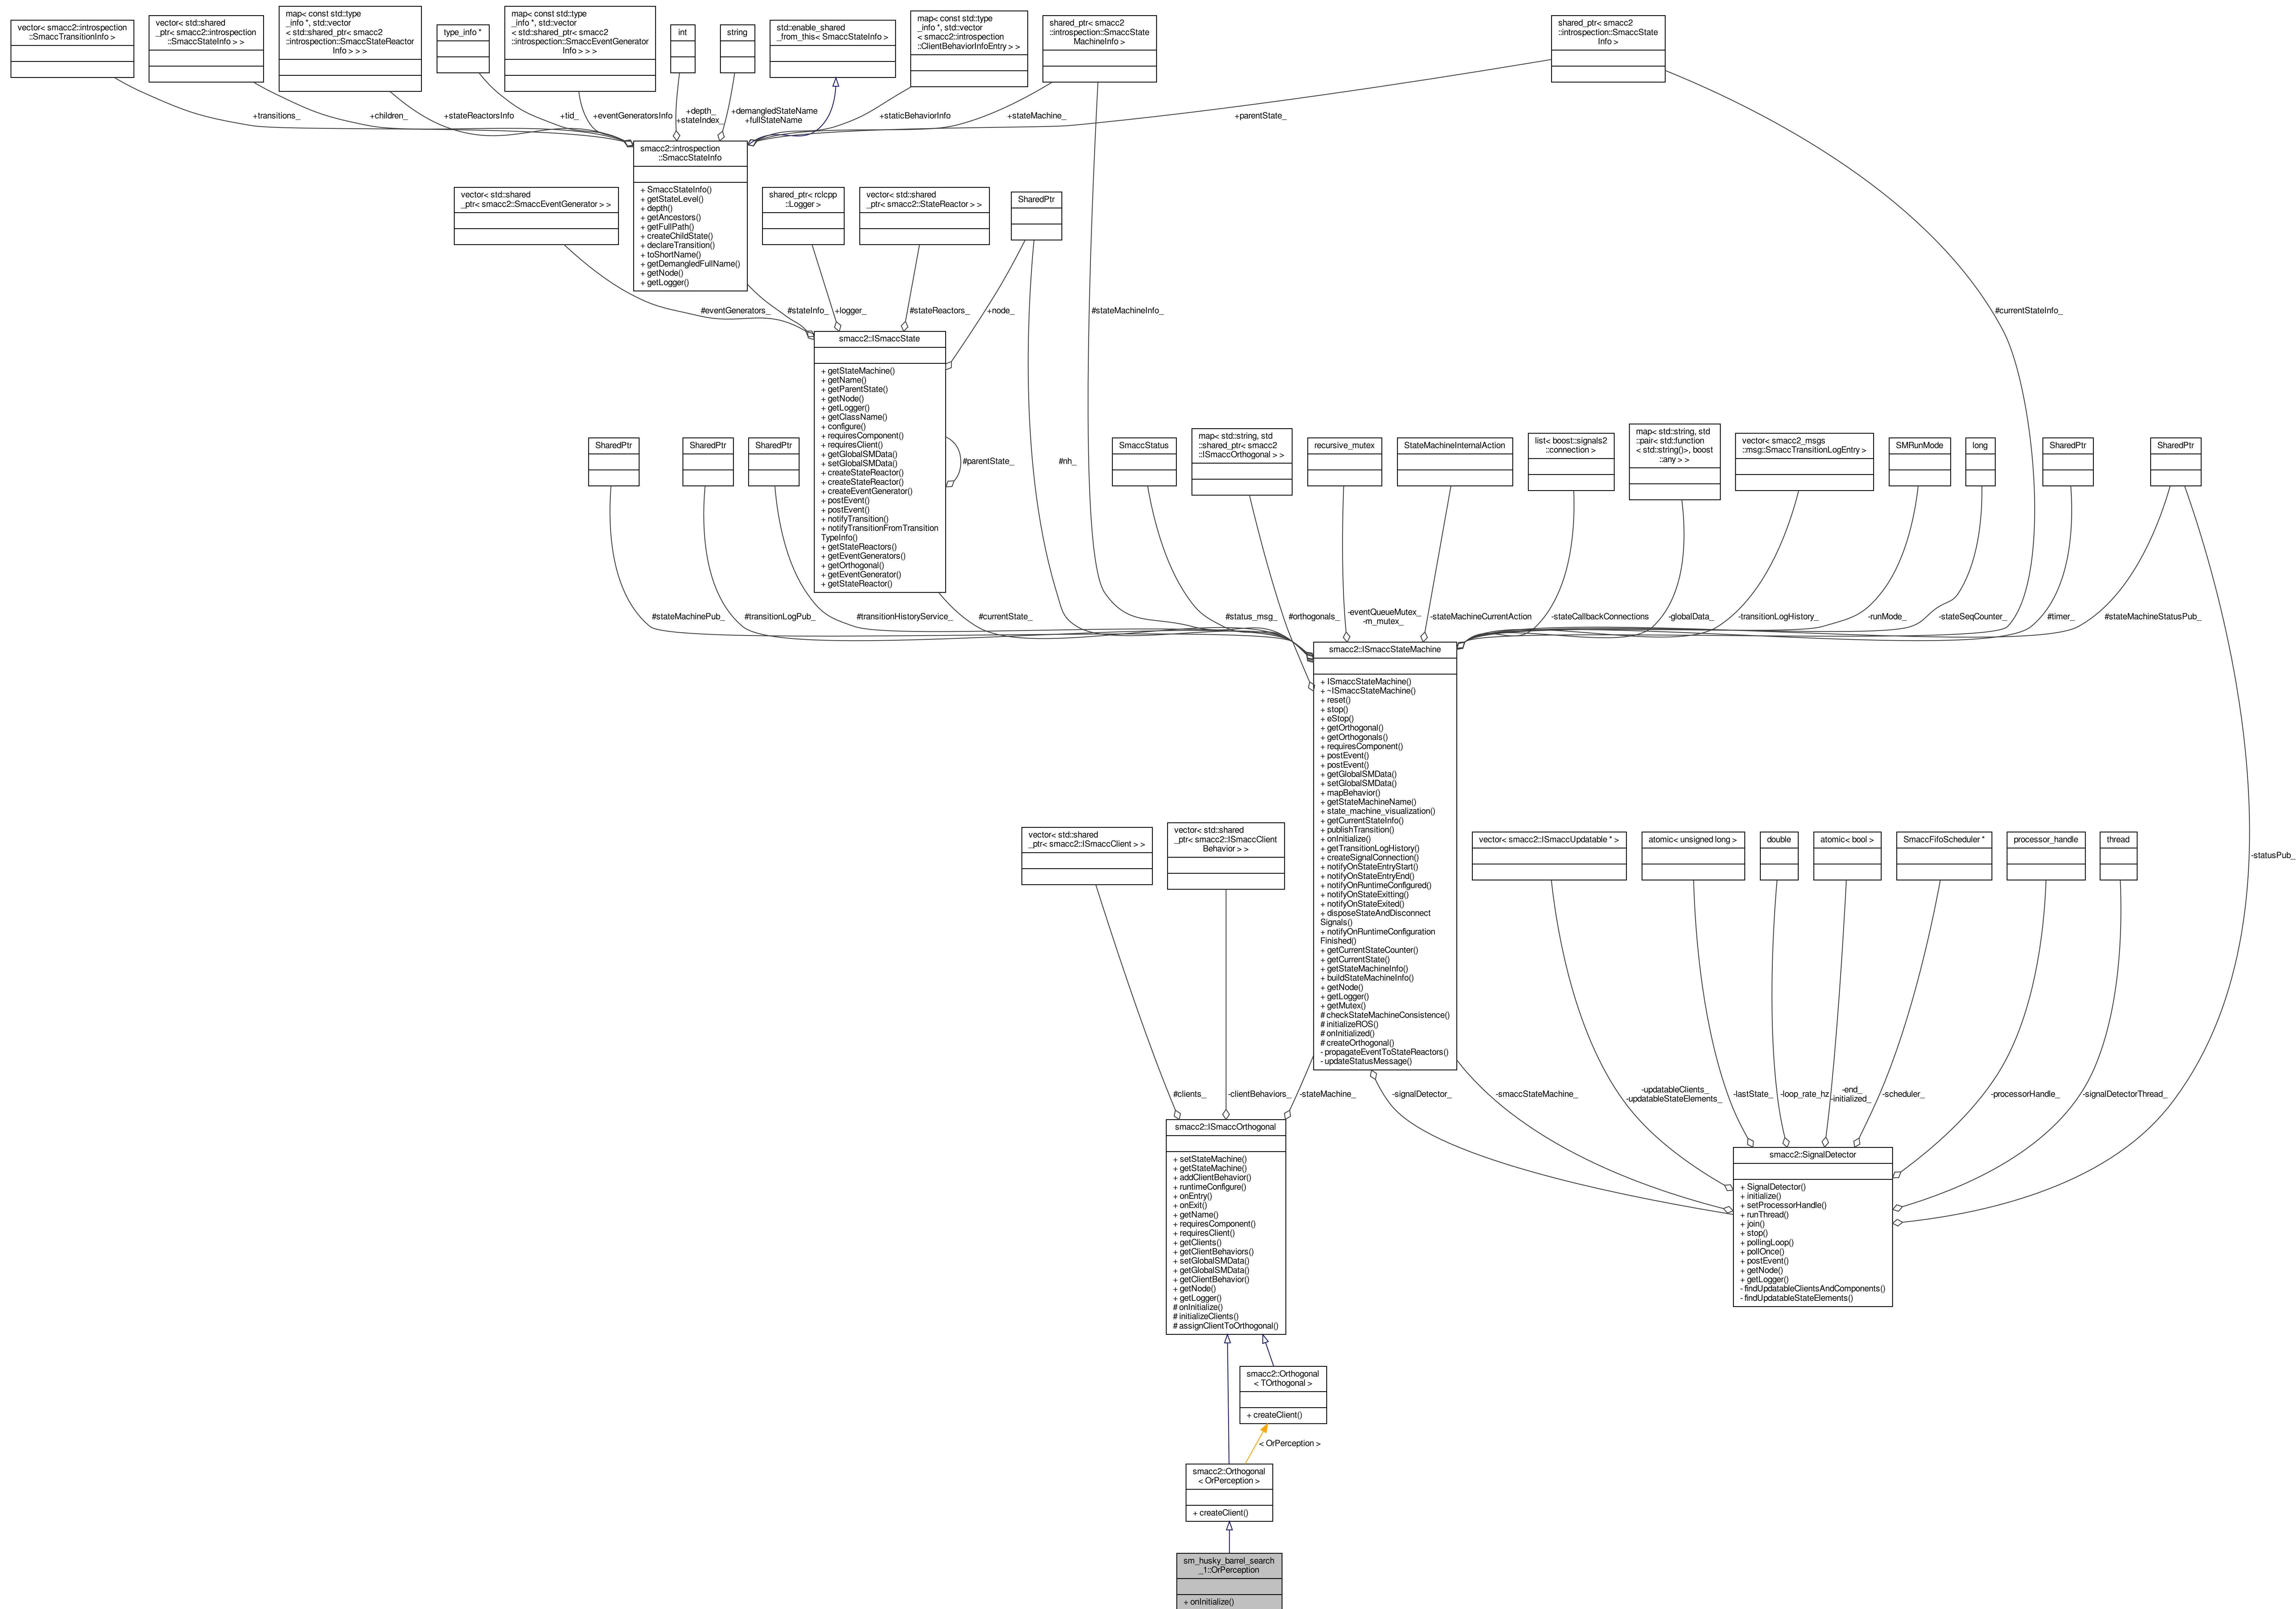 vector< smacc2::introspection
::SmaccTransitionInfo >
vector< std::shared
_ptr< smacc2::introspection
::SmaccStateInfo > >
map< const std::type
_info *, std::vector
< std::shared_ptr< smacc2
::introspection::SmaccStateReactor
Info > > >
type_info *
map< const std::type
_info *, std::vector
< std::shared_ptr< smacc2
::introspection::SmaccEventGenerator
Info > > >
int
string
std::enable_shared
_from_this< SmaccStateInfo >
map< const std::type
_info *, std::vector
< smacc2::introspection
::ClientBehaviorInfoEntry > >
shared_ptr< smacc2
::introspection::SmaccState
MachineInfo >
shared_ptr< smacc2
::introspection::SmaccState
Info >
+transitions_
+children_
+stateReactorsInfo
+tid_
+eventGeneratorsInfo
+depth_
+stateIndex_
+demangledStateName
+fullStateName
+staticBehaviorInfo
+stateMachine_
+parentState_
smacc2::introspection
::SmaccStateInfo
+ SmaccStateInfo()
+ getStateLevel()
+ depth()
+ getAncestors()
+ getFullPath()
+ createChildState()
+ declareTransition()
+ toShortName()
+ getDemangledFullName()
+ getNode()
+ getLogger()
vector< std::shared
_ptr< smacc2::SmaccEventGenerator > >
shared_ptr< rclcpp
::Logger >
vector< std::shared
_ptr< smacc2::StateReactor > >
SharedPtr
#eventGenerators_
#stateInfo_
+logger_
#stateReactors_
+node_
#stateMachineInfo_
#currentStateInfo_
smacc2::ISmaccState
+ getStateMachine()
+ getName()
+ getParentState()
+ getNode()
+ getLogger()
+ getClassName()
+ configure()
+ requiresComponent()
+ requiresClient()
+ getGlobalSMData()
+ setGlobalSMData()
+ createStateReactor()
+ createStateReactor()
+ createEventGenerator()
+ postEvent()
+ postEvent()
+ notifyTransition()
+ notifyTransitionFromTransition
TypeInfo()
+ getStateReactors()
+ getEventGenerators()
+ getOrthogonal()
+ getEventGenerator()
+ getStateReactor()
#parentState_
#nh_
SharedPtr
SharedPtr
SharedPtr
SmaccStatus
map< std::string, std
::shared_ptr< smacc2
::ISmaccOrthogonal > >
recursive_mutex
StateMachineInternalAction
list< boost::signals2
::connection >
map< std::string, std
::pair< std::function
< std::string()>, boost
::any > >
vector< smacc2_msgs
::msg::SmaccTransitionLogEntry >
SMRunMode
long
SharedPtr
SharedPtr
#stateMachinePub_
#transitionLogPub_
#transitionHistoryService_
#currentState_
#status_msg_
#orthogonals_
-eventQueueMutex_
-m_mutex_
-stateMachineCurrentAction
-stateCallbackConnections
-globalData_
-transitionLogHistory_
-runMode_
-stateSeqCounter_
#timer_
#stateMachineStatusPub_
smacc2::ISmaccStateMachine
+ ISmaccStateMachine()
+ ~ISmaccStateMachine()
+ reset()
+ stop()
+ eStop()
+ getOrthogonal()
+ getOrthogonals()
+ requiresComponent()
+ postEvent()
+ postEvent()
+ getGlobalSMData()
+ setGlobalSMData()
+ mapBehavior()
+ getStateMachineName()
+ state_machine_visualization()
+ getCurrentStateInfo()
+ publishTransition()
+ onInitialize()
+ getTransitionLogHistory()
+ createSignalConnection()
+ notifyOnStateEntryStart()
+ notifyOnStateEntryEnd()
+ notifyOnRuntimeConfigured()
+ notifyOnStateExitting()
+ notifyOnStateExited()
+ disposeStateAndDisconnect
Signals()
+ notifyOnRuntimeConfiguration
Finished()
+ getCurrentStateCounter()
+ getCurrentState()
+ getStateMachineInfo()
+ buildStateMachineInfo()
+ getNode()
+ getLogger()
+ getMutex()
# checkStateMachineConsistence()
# initializeROS()
# onInitialized()
# createOrthogonal()
- propagateEventToStateReactors()
- updateStatusMessage()
vector< std::shared
_ptr< smacc2::ISmaccClient > >
vector< std::shared
_ptr< smacc2::ISmaccClient
Behavior > >
vector< smacc2::ISmaccUpdatable * >
atomic< unsigned long >
double
atomic< bool >
SmaccFifoScheduler *
processor_handle
thread
-statusPub_
#clients_
-clientBehaviors_
-stateMachine_
-signalDetector_
-smaccStateMachine_
-updatableClients_
-updatableStateElements_
-lastState_
-loop_rate_hz
-end_
-initialized_
-scheduler_
-processorHandle_
-signalDetectorThread_
smacc2::ISmaccOrthogonal
+ setStateMachine()
+ getStateMachine()
+ addClientBehavior()
+ runtimeConfigure()
+ onEntry()
+ onExit()
+ getName()
+ requiresComponent()
+ requiresClient()
+ getClients()
+ getClientBehaviors()
+ setGlobalSMData()
+ getGlobalSMData()
+ getClientBehavior()
+ getNode()
+ getLogger()
# onInitialize()
# initializeClients()
# assignClientToOrthogonal()
smacc2::SignalDetector
+ SignalDetector()
+ initialize()
+ setProcessorHandle()
+ runThread()
+ join()
+ stop()
+ pollingLoop()
+ pollOnce()
+ postEvent()
+ getNode()
+ getLogger()
- findUpdatableClientsAndComponents()
- findUpdatableStateElements()
smacc2::Orthogonal
< TOrthogonal >
+ createClient()
< OrPerception >
smacc2::Orthogonal
< OrPerception >
+ createClient()
sm_husky_barrel_search
_1::OrPerception
+ onInitialize()